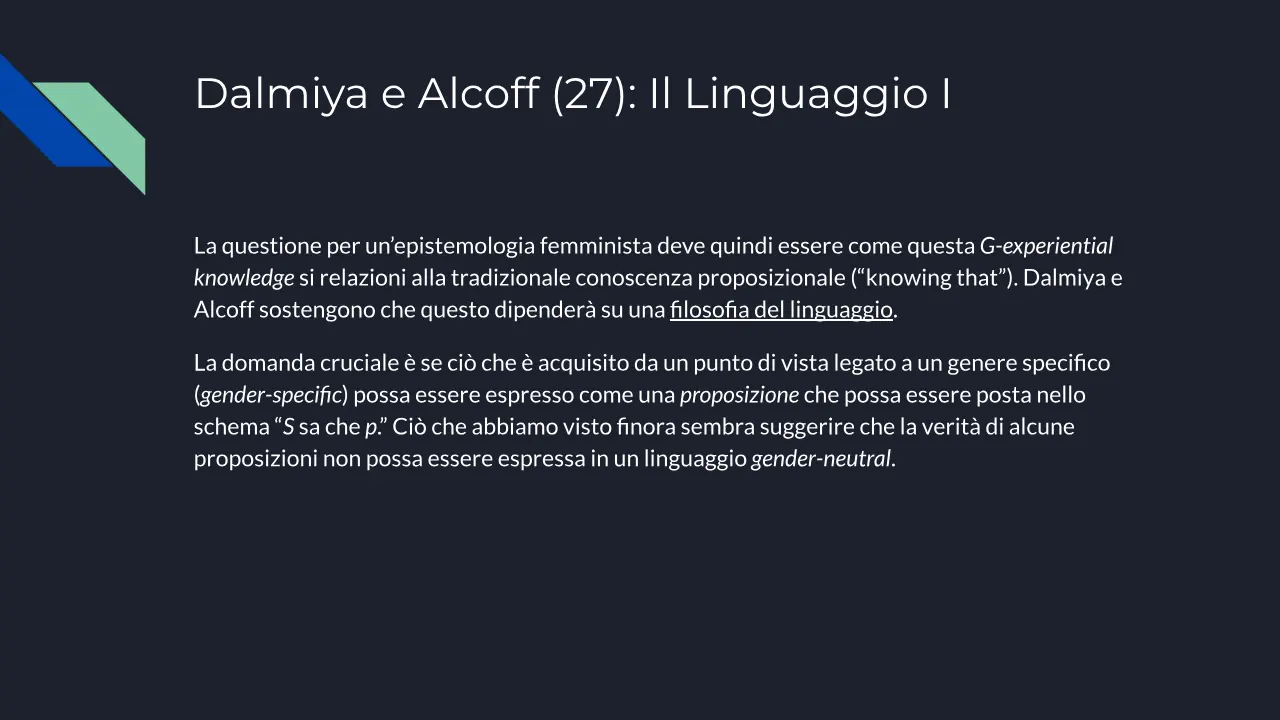 Dalmiya e Alcoff (27): Il Linguaggio I
La questione per un’epistemologia femminista deve quindi essere come questa G-experiential
knowledge si relazioni alla tradizionale conoscenza proposizionale (“knowing that”). Dalmiya e
Alcoff sostengono che questo dipenderà su una filosofia del linguaggio.
La domanda cruciale è se ciò che è acquisito da un punto di vista legato a un genere specifico
(gender-specific) possa essere espresso come una proposizione che possa essere posta nello
schema “S sa che p.” Ciò che abbiamo visto finora sembra suggerire che la verità di alcune
proposizioni non possa essere espressa in un linguaggio gender-neutral.